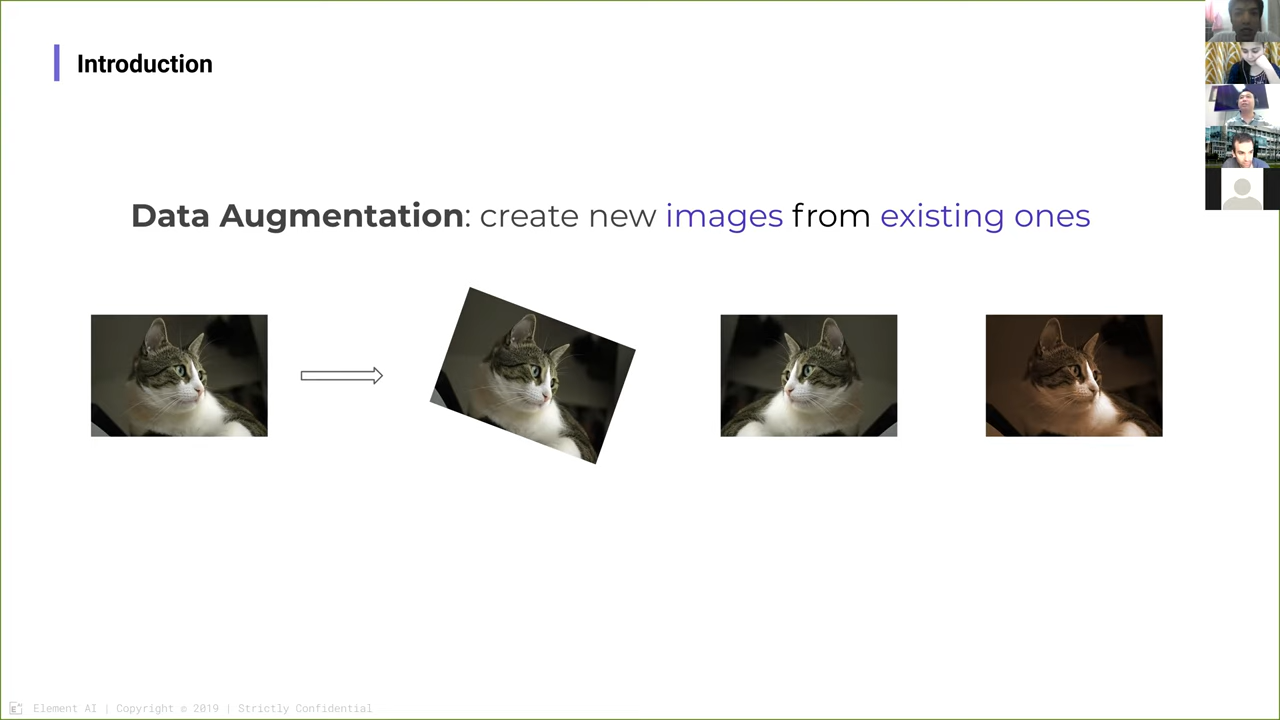 Introduction
Data Augmentation: create new images from existing ones
Element AI | Copyright © 2019 | Strictly Confidential